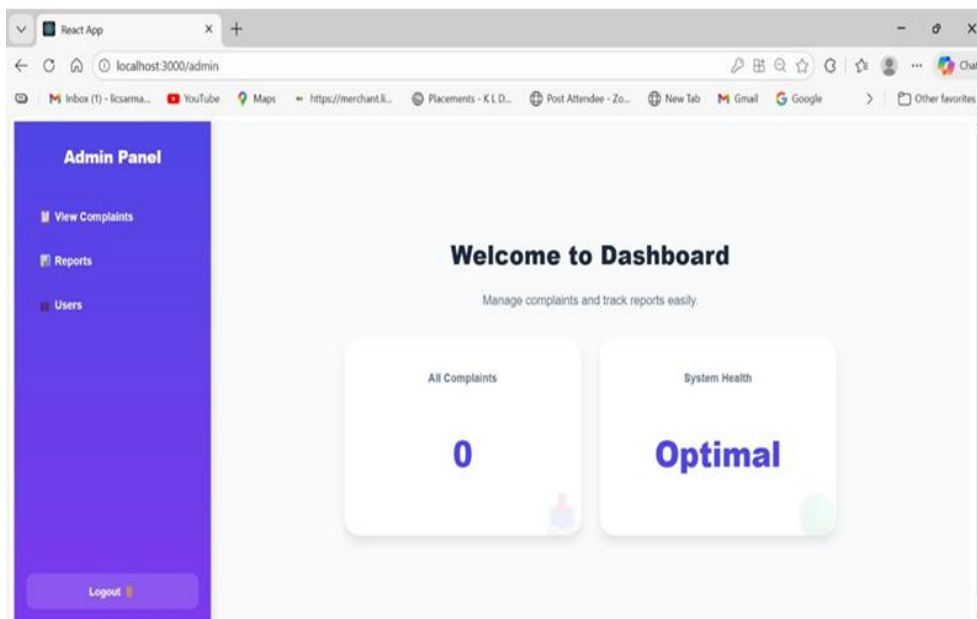 React App
localhost:3000/admin
Chat
Inbox (1) - licsarma... YouTube Maps https://merchant.li... Placements - K L D... Post Attendee - Zo... New Tab Gmail Google Other favorites
Admin Panel
View Complaints
Reports
Users
Welcome to Dashboard
Manage complaints and track reports easily.
All Complaints System Health
0 Optimal
Logout